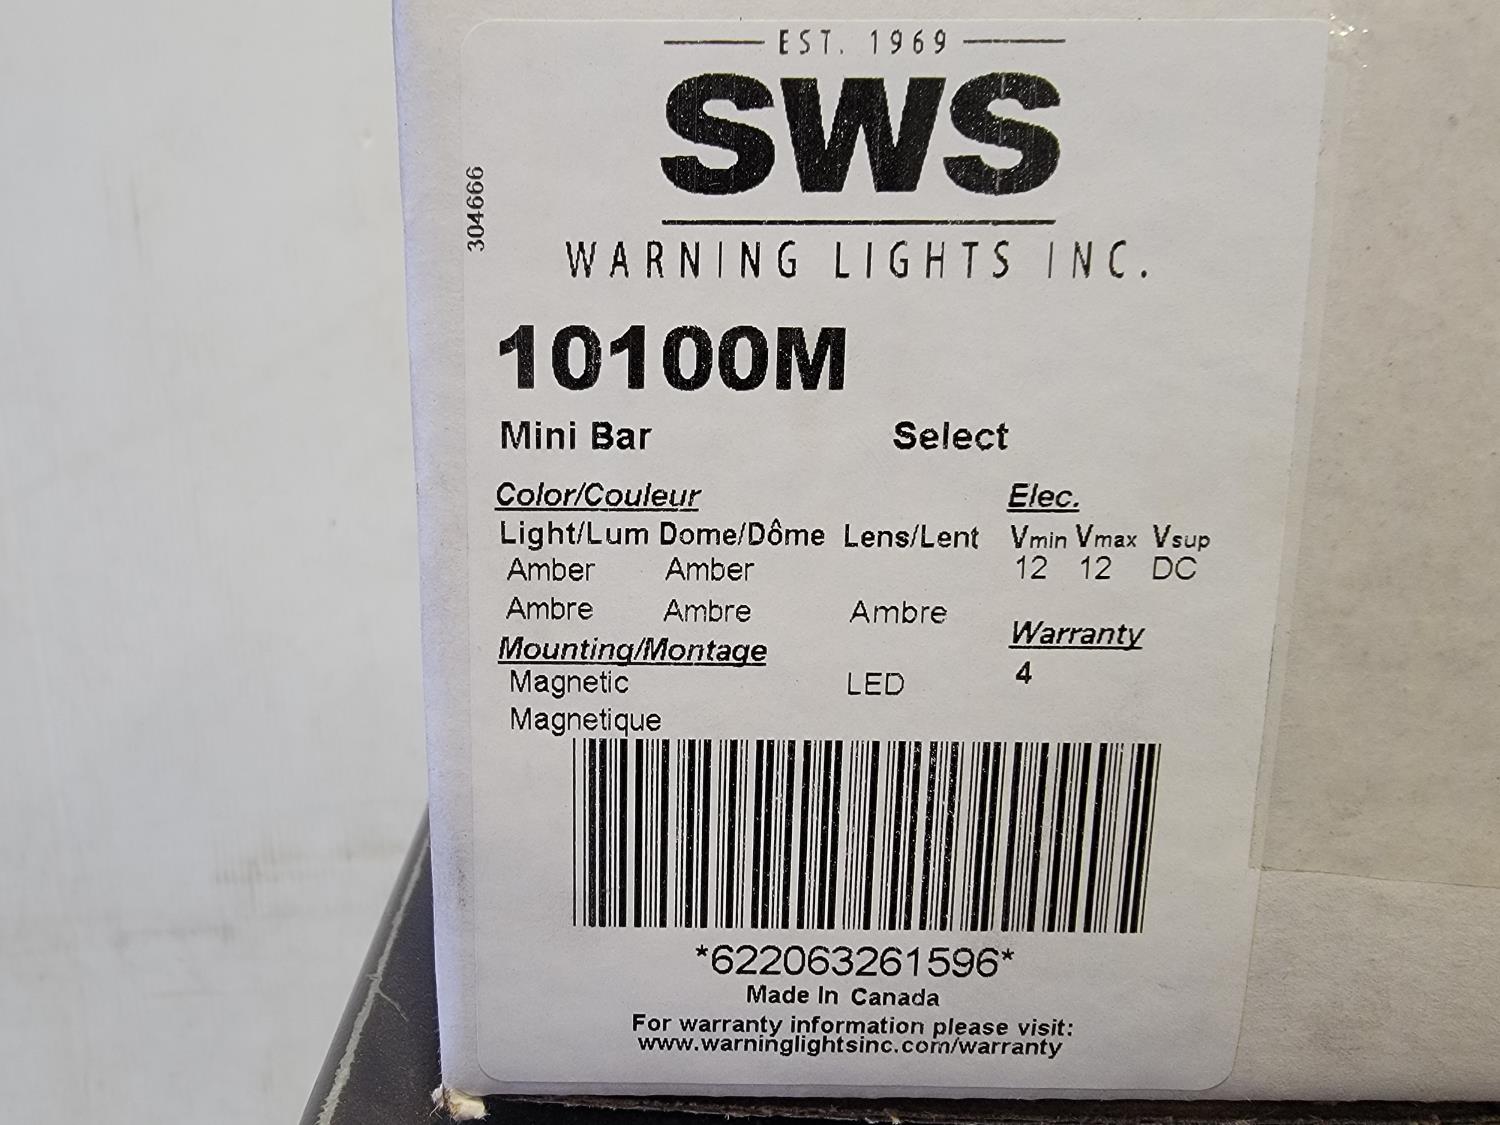 EST. 1969
SWS
WARNING LIGHTS INC.
304666
10100M
Mini Bar Select
Color/Couleur Elec.
Light/Lum Dome/Dôme Lens/Lent Vmin Vmax Vsup
Amber Amber 12 12 DC
Ambre Ambre Ambre
Warranty
Mounting/Montage
Magnetic LED 4
Magnetique
*622063261596*
Made In Canada
For warranty information please visit:
www.warninglightsinc.com/warranty